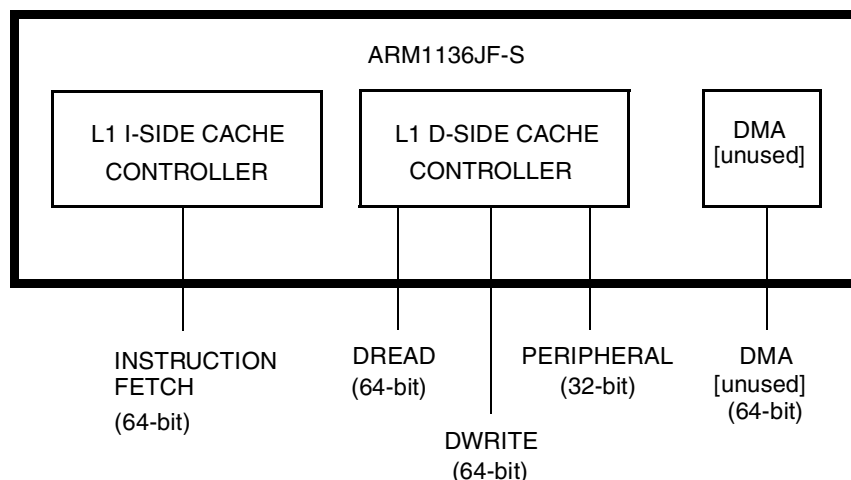 ARM1136JF-S
L1 I-SIDE CACHE
CONTROLLER
L1 D-SIDE CACHE
CONTROLLER
DMA
[unused]
INSTRUCTION
FETCH
(64-bit)
DREAD
(64-bit)
DWRITE
(64-bit)
PERIPHERAL
(32-bit)
DMA
[unused]
(64-bit)